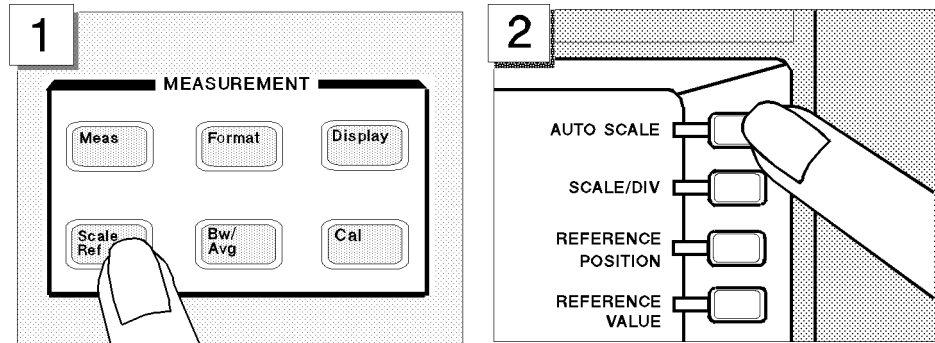 1
MEASUREMENT
Meas
Format
Display
Scale
Ref
Bw/
Avg
Cal
2
AUTO SCALE
SCALE/DIV
REFERENCE
POSITION
REFERENCE
VALUE